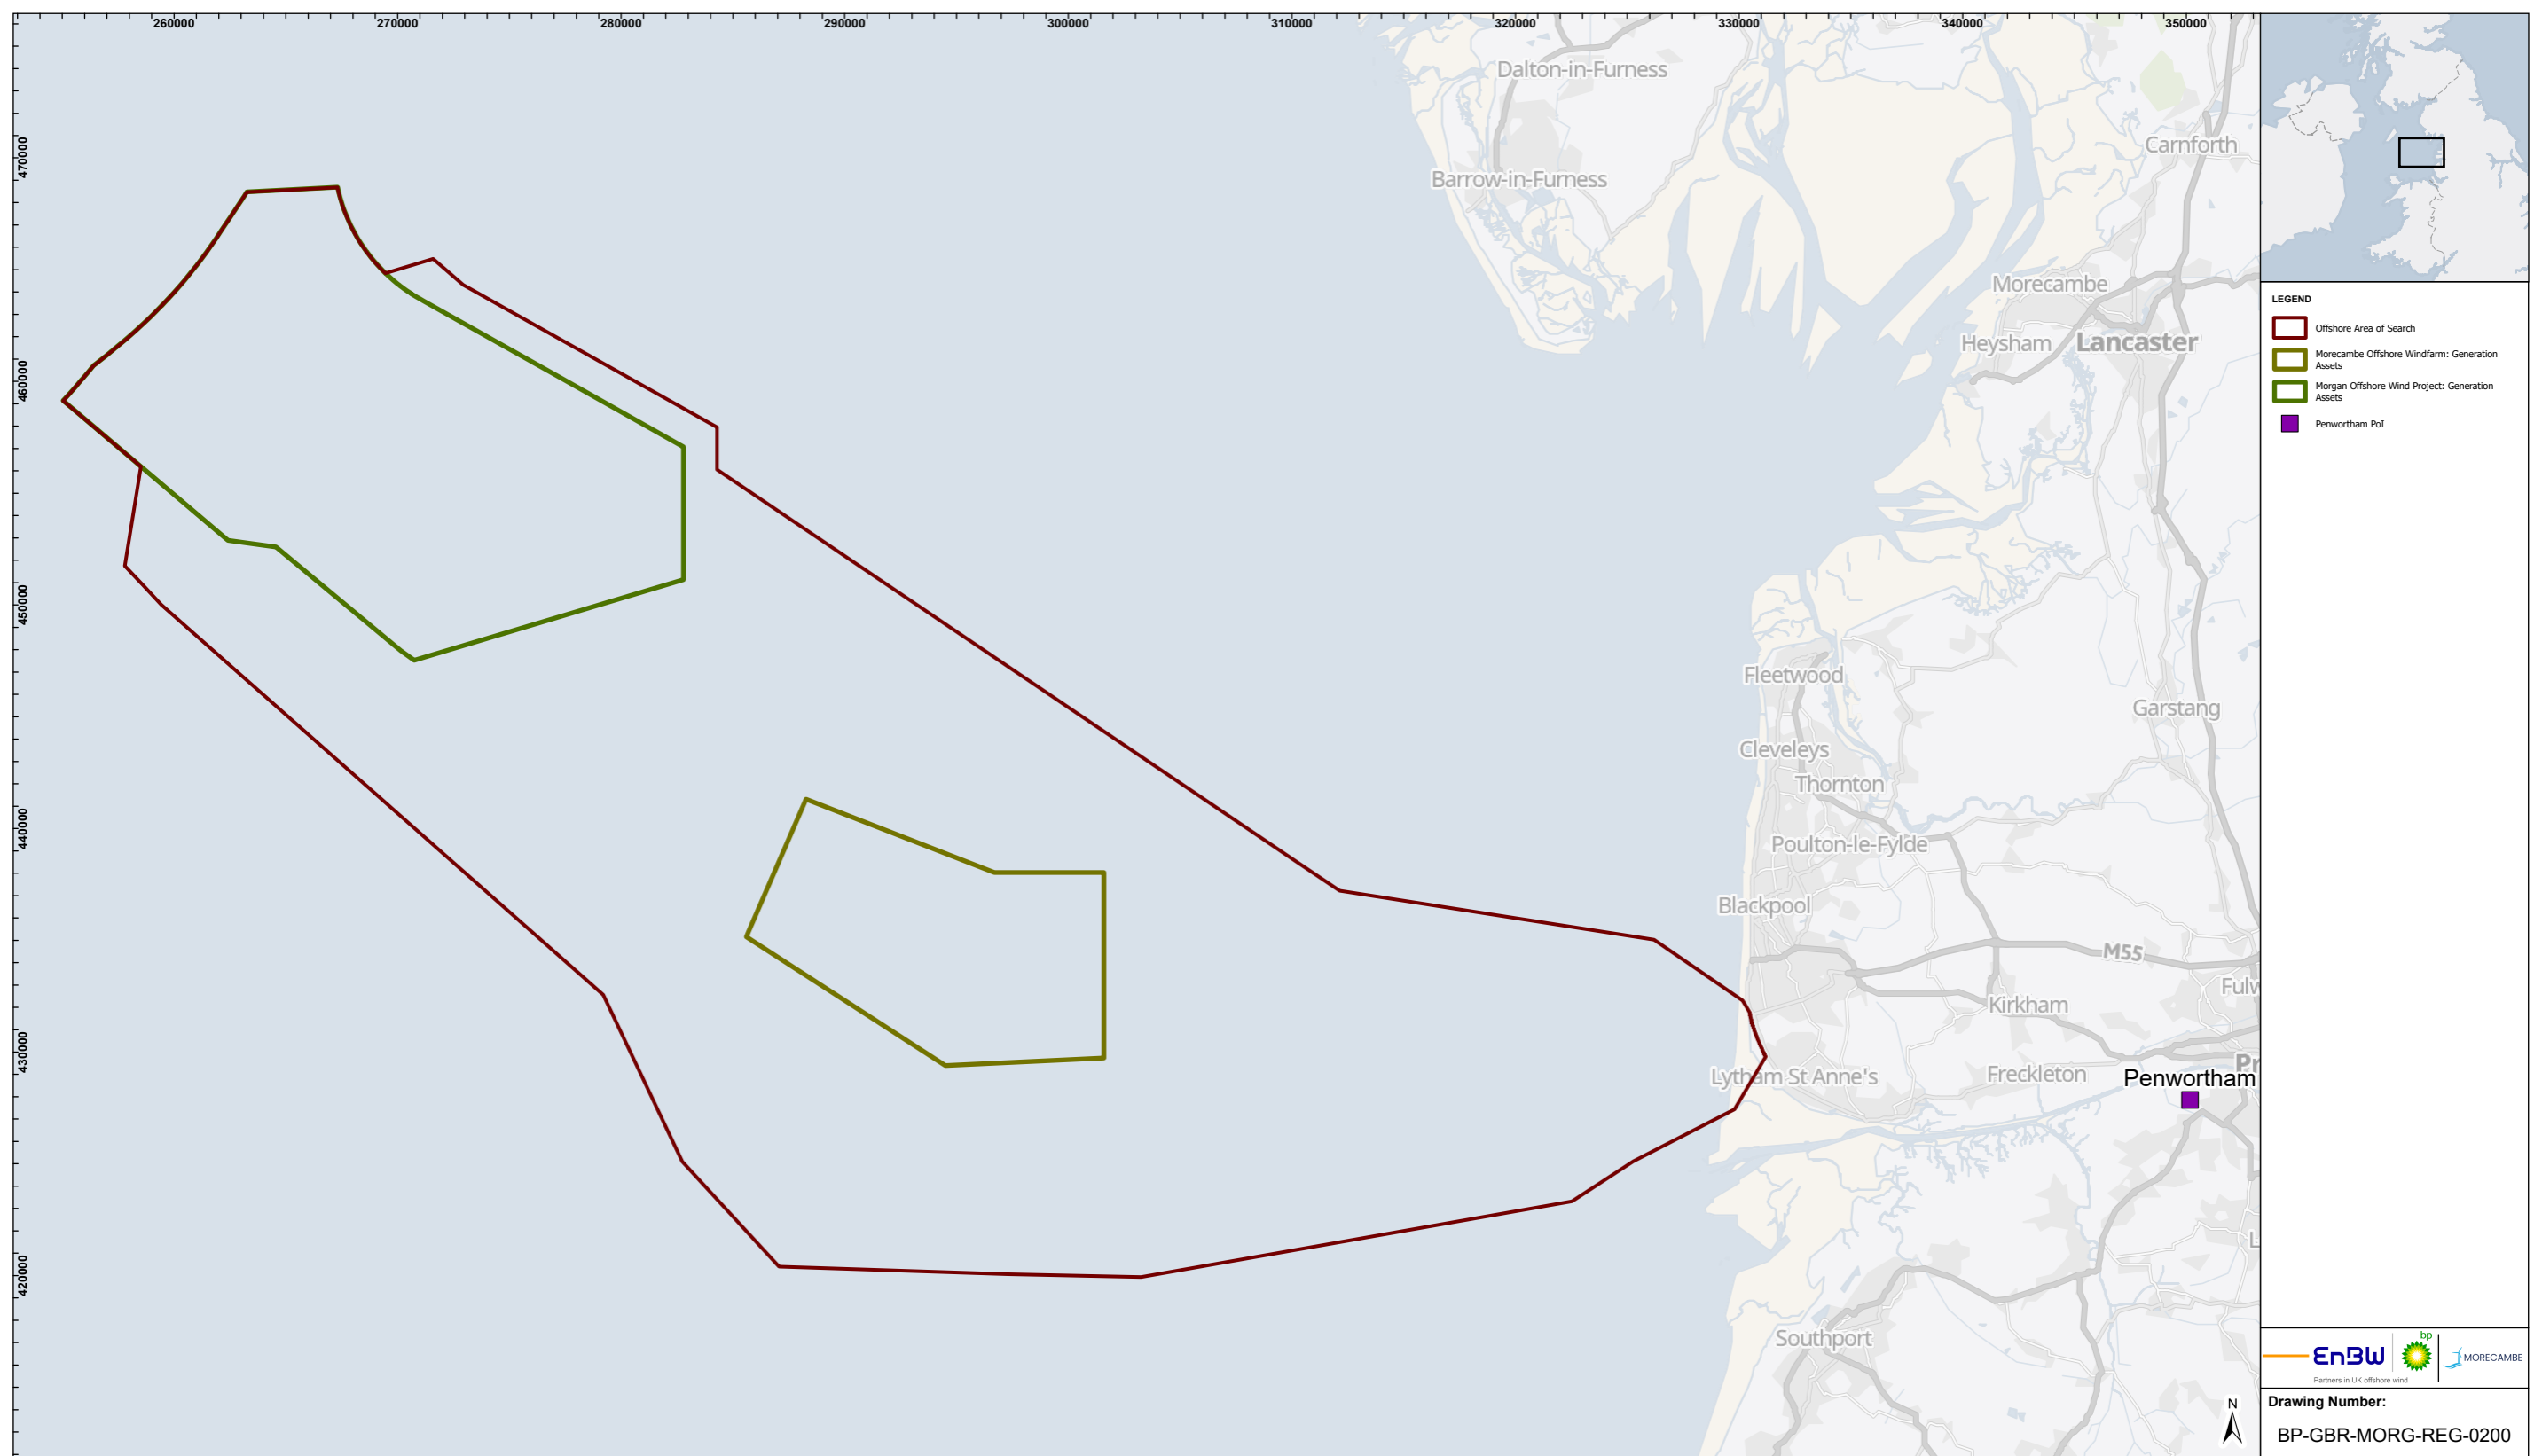 260000
270000
280000
290000
300000
310000
320000
330000
340000
350000
470000
460000
450000
440000
430000
420000
Dalton-in-Furness
Carnforth
Barrow-in-Furness
Morecambe
Heysham
Lancaster
Fleetwood
Garstang
Cleveleys
Thornton
Poulton-le-Fylde
Blackpool
M55
Fulw
Kirkham
Pr
Lytham St Anne's
Freckleton
Penwortham
L
Southport
LEGEND
Offshore Area of Search
Morecambe Offshore Windfarm: Generation
Assets
Morgan Offshore Wind Project: Generation
Assets
Penwortham PoI
EnBW
Partners in UK offshore wind
bp
MORECAMBE
N
Drawing Number:
BP-GBR-MORG-REG-0200